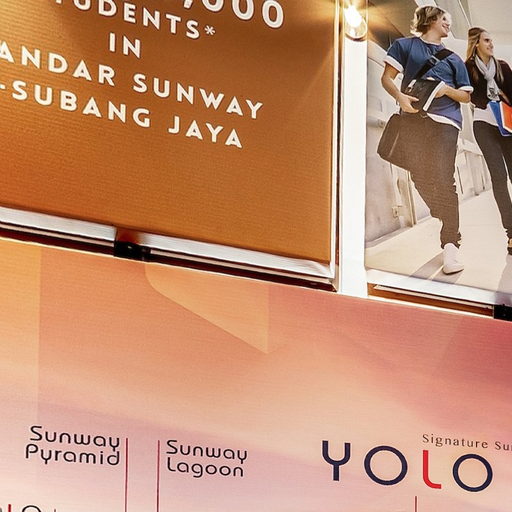 STUDENTS*
IN
ANDAR SUNWAY
-SUBANG JAYA
Sunway
Pyramid
Sunway
Lagoon
Signature Su
YOLO